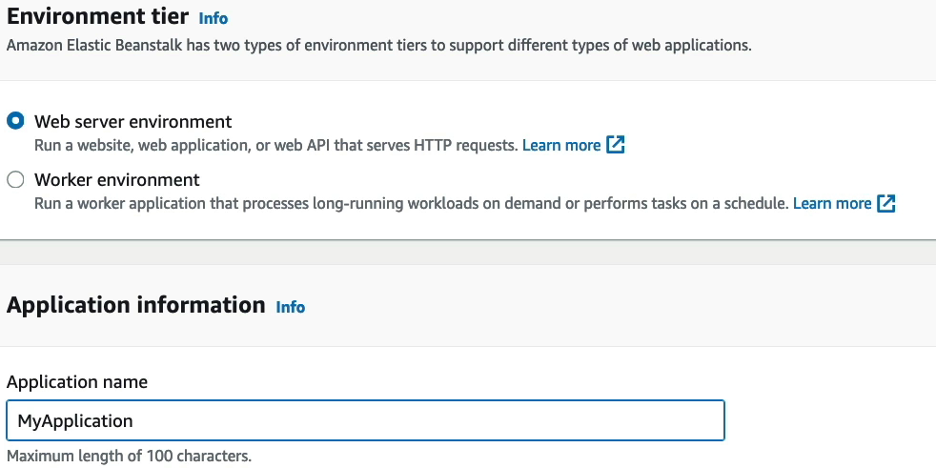 Environment tier Info
Amazon Elastic Beanstalk has two types of environment tiers to support different types of web applications.
Web server environment
Run a website, web application, or web API that serves HTTP requests. Learn more
Worker environment
Run a worker application that processes long-running workloads on demand or performs tasks on a schedule. Learn more
Application information Info
Application name
MyApplication
Maximum length of 100 characters.